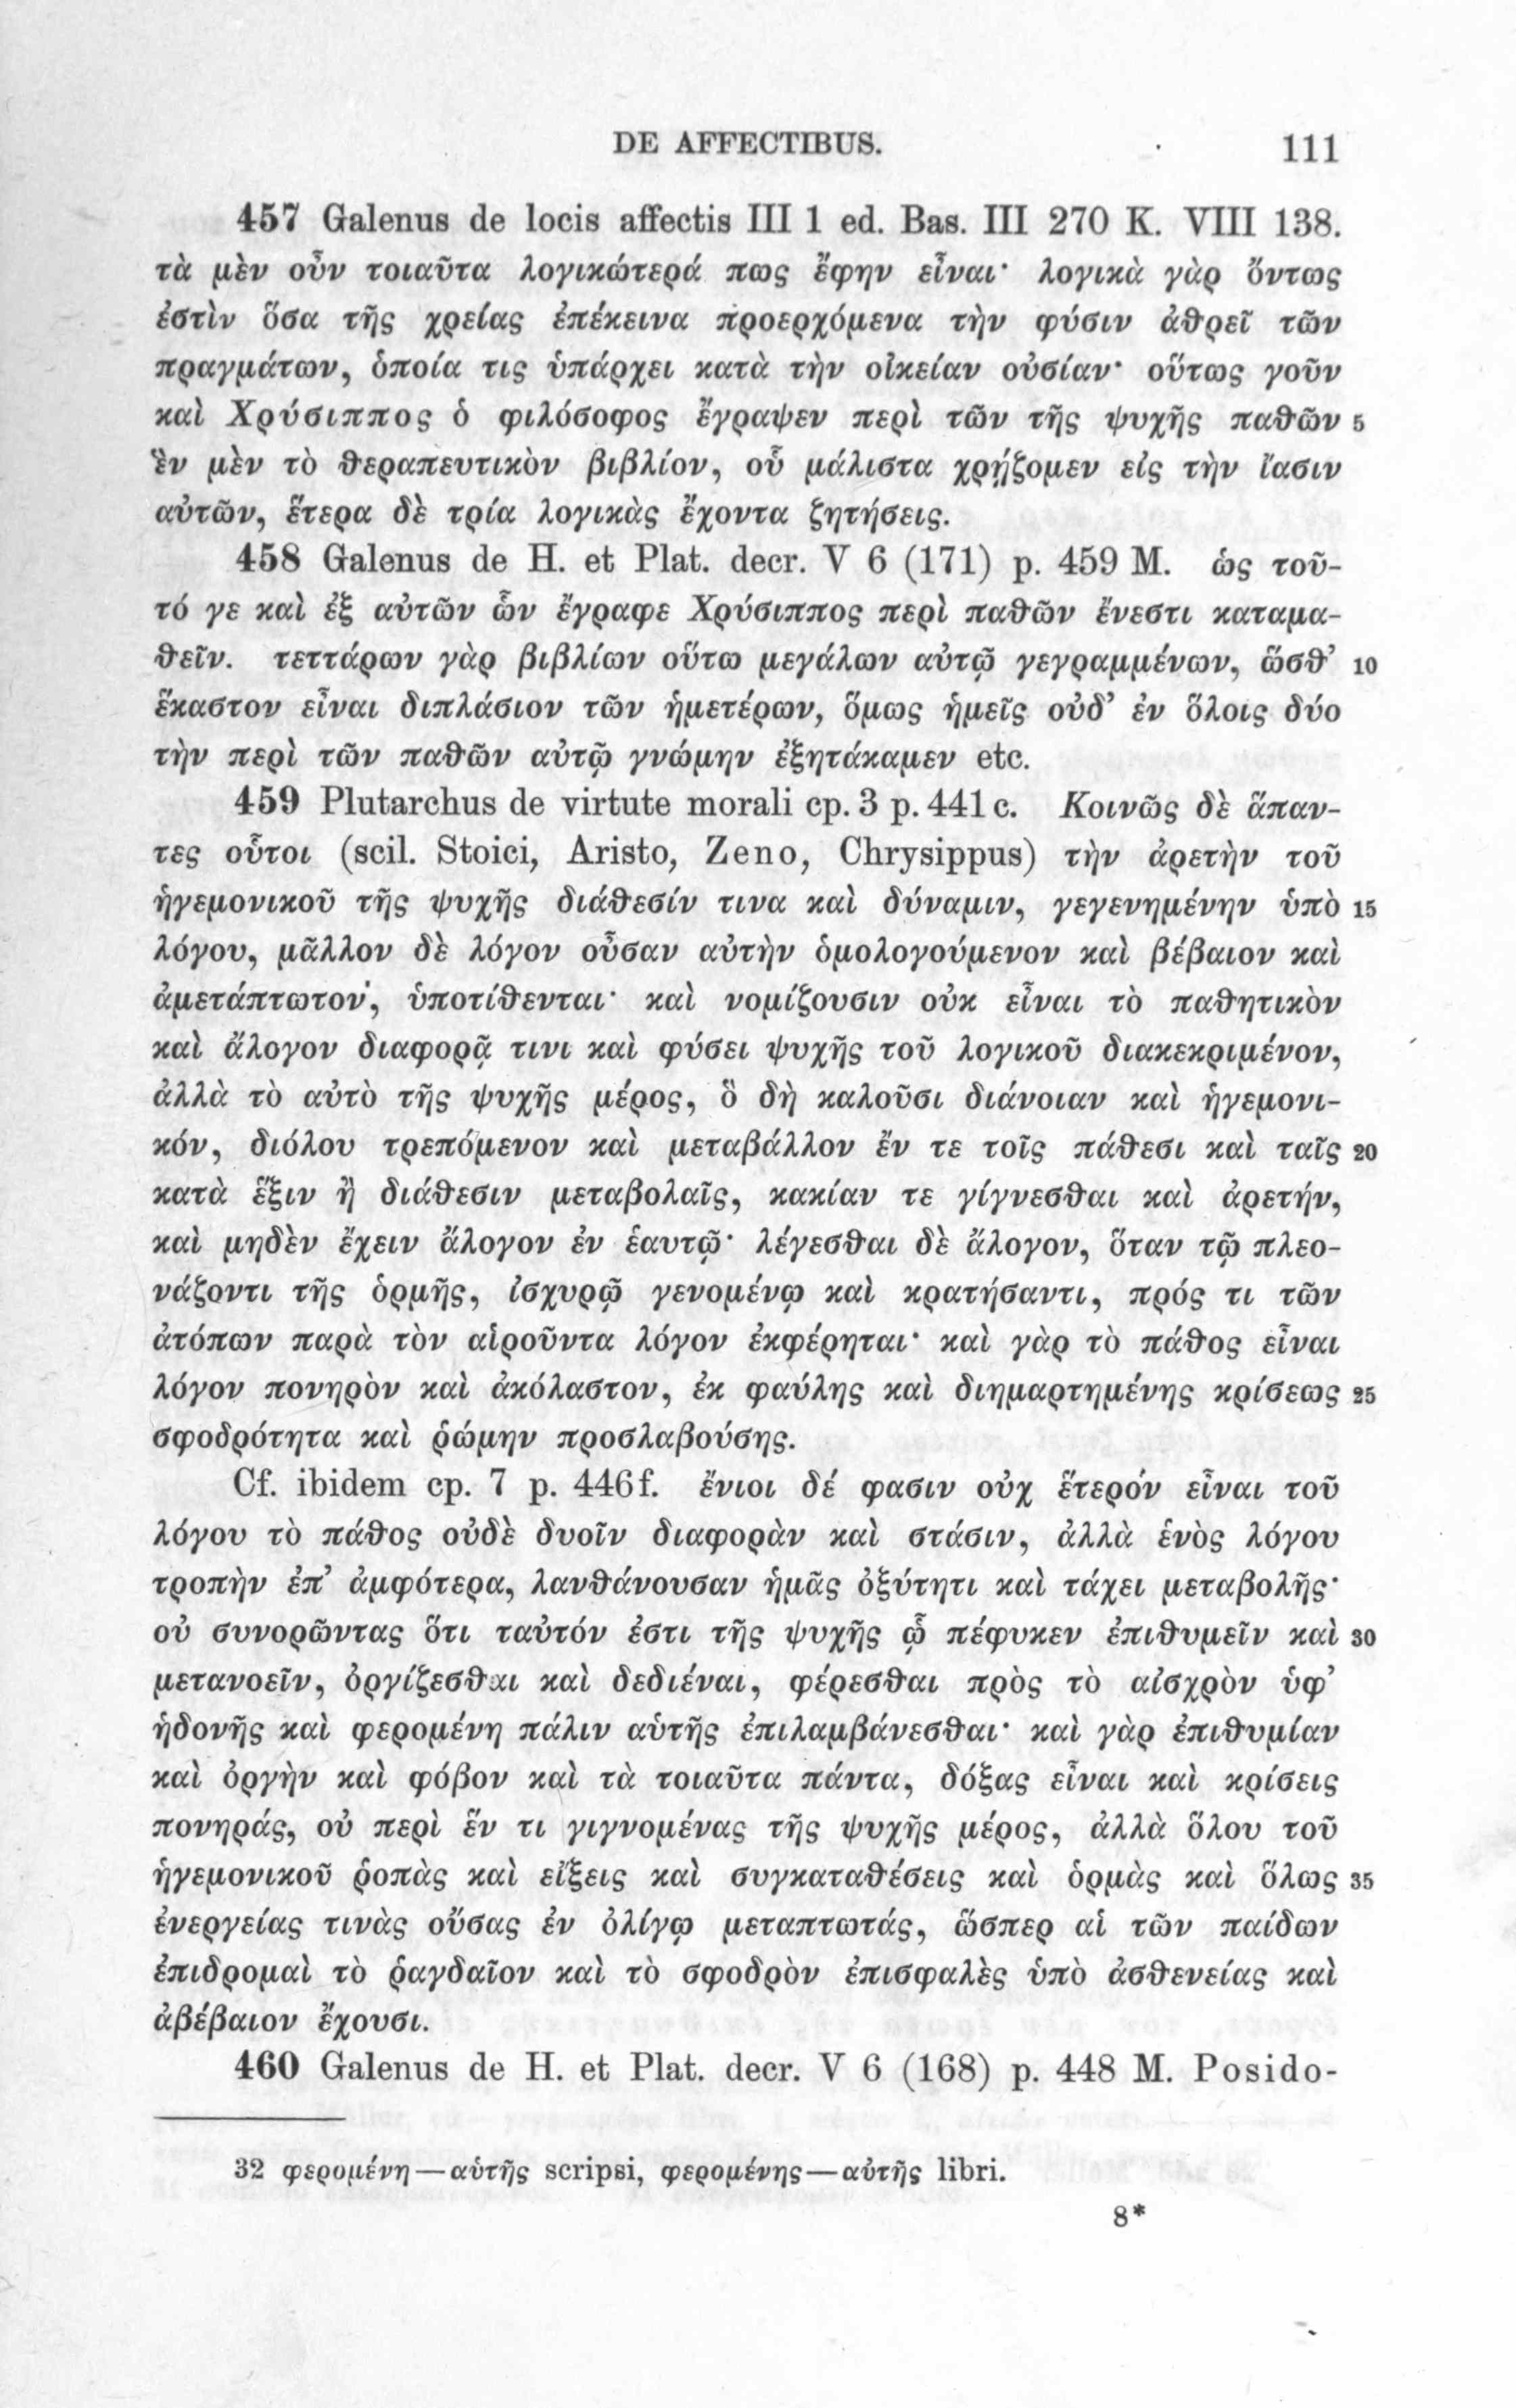 DE AFFECTIBUS. 111
457 Galenus de locis affectis III 1 ed. Bas. III 270 K. VIII 138.
τὰ μὲν οὖν τοιαῦτα λογικώτερά πως ἔφην εἶναι· λογικὰ γὰρ ὄντως
ἐστὶν ὅσα τῆς χρείας ἐπέκεινα προερχόμενα τὴν φύσιν ἀθρεῖ τῶν
πραγμάτων, ὁποία τις ὑπάρχει κατὰ τὴν οἰκείαν οὐσίαν· οὕτως γοῦν
καὶ Χρύσιππος ὁ φιλόσοφος ἔγραψεν περὶ τῶν τῆς ψυχῆς παθῶν 5
ἓν μὲν τὸ θεραπευτικὸν βιβλίον, οὗ μάλιστα χρῄζομεν εἰς τὴν ἴασιν
αὐτῶν, ἕτερα δὲ τρία λογικὰς ἔχοντα ζητήσεις.
458 Galenus de H. et Plat. decr. V 6 (171) p. 459 M. ὡς τοῦ-
τό γε καὶ ἐξ αὐτῶν ὧν ἔγραφε Χρύσιππος περὶ παθῶν ἔνεστι καταμα-
θεῖν. τεττάρων γὰρ βιβλίων οὕτω μεγάλων αὐτῷ γεγραμμένων, ὥσθ’ 10
ἕκαστον εἶναι διπλάσιον τῶν ἡμετέρων, ὅμως ἡμεῖς οὐδ’ ἐν ὅλοις δύο
τὴν περὶ τῶν παθῶν αὐτῷ γνώμην ἐξητάκαμεν etc.
459 Plutarchus de virtute morali cp. 3 p. 441 c. Κοινῶς δὲ ἅπαν-
τες οὗτοι (scil. Stoici, Aristo, Zeno, Chrysippus) τὴν ἀρετὴν τοῦ
ἡγεμονικοῦ τῆς ψυχῆς διάθεσίν τινα καὶ δύναμιν, γεγενημένην ὑπὸ 15
λόγου, μᾶλλον δὲ λόγον οὖσαν αὐτὴν ὁμολογούμενον καὶ βέβαιον καὶ
ἀμετάπτωτον, ὑποτίθενται· καὶ νομίζουσιν οὐκ εἶναι τὸ παθητικὸν
καὶ ἄλογον διαφορᾷ τινι καὶ φύσει ψυχῆς τοῦ λογικοῦ διακεκριμένον,
ἀλλὰ τὸ αὐτὸ τῆς ψυχῆς μέρος, ὃ δὴ καλοῦσι διάνοιαν καὶ ἡγεμονι-
κόν, διόλου τρεπόμενον καὶ μεταβάλλον ἔν τε τοῖς πάθεσι καὶ ταῖς 20
κατὰ ἕξιν ἢ διάθεσιν μεταβολαῖς, κακίαν τε γίγνεσθαι καὶ ἀρετήν,
καὶ μηδὲν ἔχειν ἄλογον ἐν ἑαυτῷ· λέγεσθαι δὲ ἄλογον, ὅταν τῷ πλεο-
νάζοντι τῆς ὁρμῆς, ἰσχυρῷ γενομένῳ καὶ κρατήσαντι, πρός τι τῶν
ἀτόπων παρὰ τὸν αἱροῦντα λόγον ἐκφέρηται· καὶ γὰρ τὸ πάθος εἶναι
λόγον πονηρὸν καὶ ἀκόλαστον, ἐκ φαύλης καὶ διημαρτημένης κρίσεως 25
σφοδρότητα καὶ ῥώμην προσλαβούσης.
Cf. ibidem cp. 7 p. 446 f. ἔνιοι δέ φασιν οὐχ ἕτερόν εἶναι τοῦ
λόγου τὸ πάθος οὐδὲ δυοῖν διαφορὰν καὶ στάσιν, ἀλλὰ ἑνὸς λόγου
τροπὴν ἐπ’ ἀμφότερα, λανθάνουσαν ἡμᾶς ὀξύτητι καὶ τάχει μεταβολῆς·
οὐ συνορῶντας ὅτι ταὐτόν ἐστι τῆς ψυχῆς ᾧ πέφυκεν ἐπιθυμεῖν καὶ 30
μετανοεῖν, ὀργίζεσθαι καὶ δεδιέναι, φέρεσθαι πρὸς τὸ αἰσχρὸν ὑφ’
ἡδονῆς καὶ φερομένη πάλιν αὑτῆς ἐπιλαμβάνεσθαι· καὶ γὰρ ἐπιθυμίαν
καὶ ὀργὴν καὶ φόβον καὶ τὰ τοιαῦτα πάντα, δόξας εἶναι καὶ κρίσεις
πονηράς, οὐ περὶ ἕν τι γιγνομένας τῆς ψυχῆς μέρος, ἀλλὰ ὅλου τοῦ
ἡγεμονικοῦ ῥοπὰς καὶ εἴξεις καὶ συγκαταθέσεις καὶ ὁρμὰς καὶ ὅλως 35
ἐνεργείας τινὰς οὔσας ἐν ὀλίγῳ μεταπτωτάς, ὥσπερ αἱ τῶν παίδων
ἐπιδρομαὶ τὸ ῥαγδαῖον καὶ τὸ σφοδρὸν ἐπισφαλὲς ὑπὸ ἀσθενείας καὶ
ἀβέβαιον ἔχουσι.
460 Galenus de H. et Plat. decr. V 6 (168) p. 448 M. Posido-
32 φερομένη—αὑτῆς scripsi, φερομένης—αὐτῆς libri.
8*